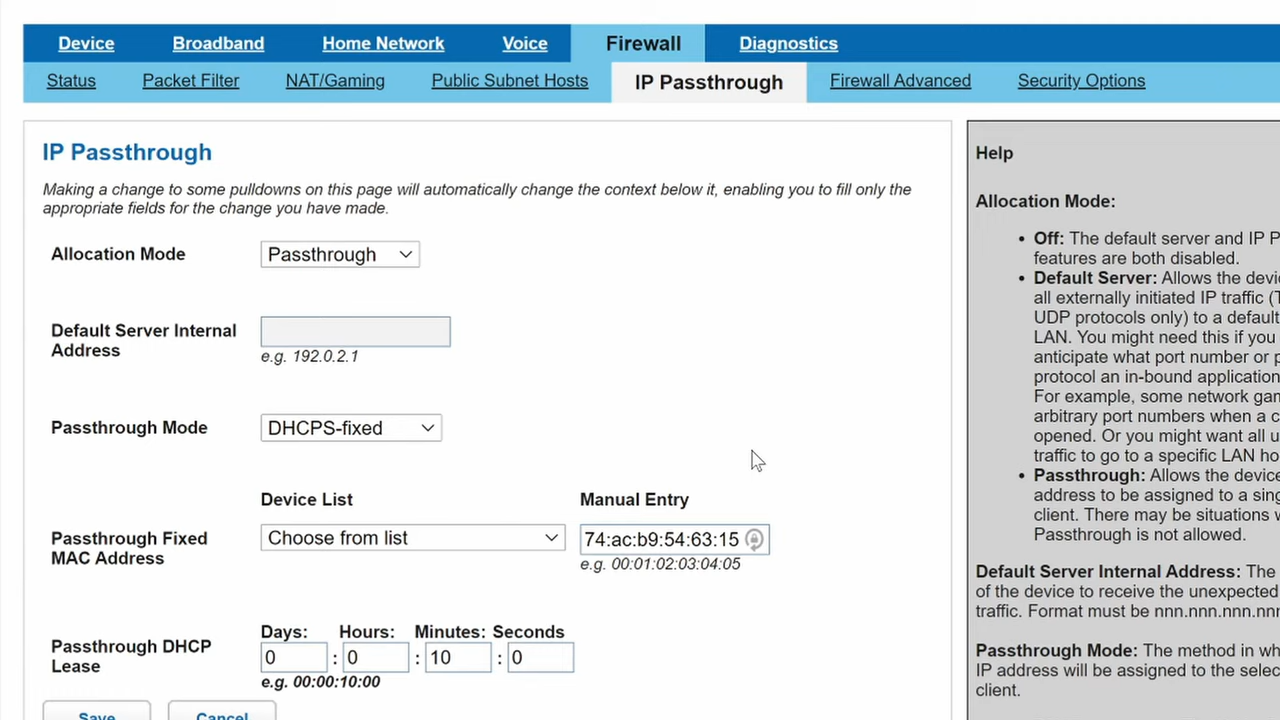 Device Broadband Home Network Voice Firewall Diagnostics
Status Packet Filter NAT/Gaming Public Subnet Hosts IP Passthrough Firewall Advanced Security Options
IP Passthrough
Making a change to some pulldowns on this page will automatically change the context below it, enabling you to fill only the
appropriate fields for the change you have made.
Allocation Mode Passthrough
Default Server Internal
Address
e.g. 192.0.2.1
Passthrough Mode DHCPS-fixed
Device List Manual Entry
Passthrough Fixed
MAC Address
Choose from list 74:ac:b9:54:63:15
e.g. 00:01:02:03:04:05
Days: Hours: Minutes: Seconds
Passthrough DHCP
Lease
0 : 0 : 10 : 0
e.g. 00:00:10:00
Save Cancel
Help
Allocation Mode:
• Off: The default server and IP P
features are both disabled.
• Default Server: Allows the devi
all externally initiated IP traffic (T
UDP protocols only) to a default
LAN. You might need this if you
anticipate what port number or p
protocol an in-bound application
For example, some network gam
arbitrary port numbers when a c
opened. Or you might want all u
traffic to go to a specific LAN ho
• Passthrough: Allows the device
address to be assigned to a sing
client. There may be situations w
Passthrough is not allowed.
Default Server Internal Address: The
of the device to receive the unexpected
traffic. Format must be nnn.nnn.nnn.nnn
Passthrough Mode: The method in wh
IP address will be assigned to the selec
client.